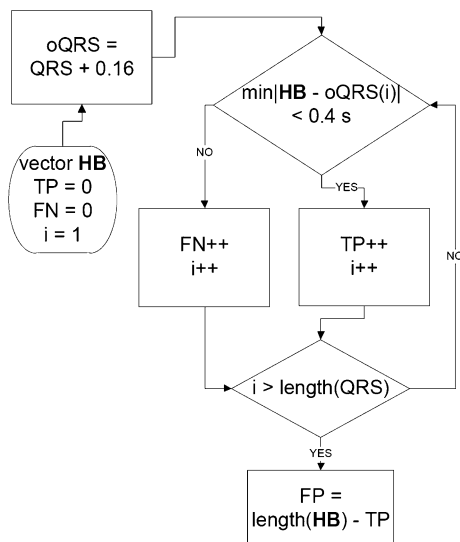 oQRS =
QRS + 0.16
vector HB
TP = 0
FN = 0
i = 1
min|HB - oQRS(i)|
< 0.4 s
NO
YES
FN++
i++
TP++
i++
NO
i > length(QRS)
YES
FP =
length(HB) - TP